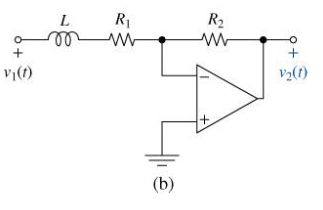 L R₁ R₂
+ − +
v₁(t) v₂(t)
+
(b)